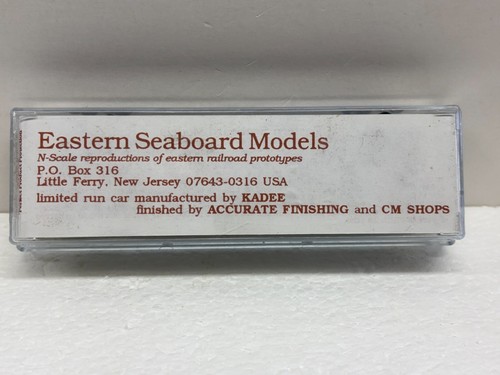 Eastern Seaboard Models
N-Scale reproductions of eastern railroad prototypes
P.O. Box 316
Little Ferry, New Jersey 07643-0316 USA
limited run car manufactured by KADEE
finished by ACCURATE FINISHING and CM SHOPS